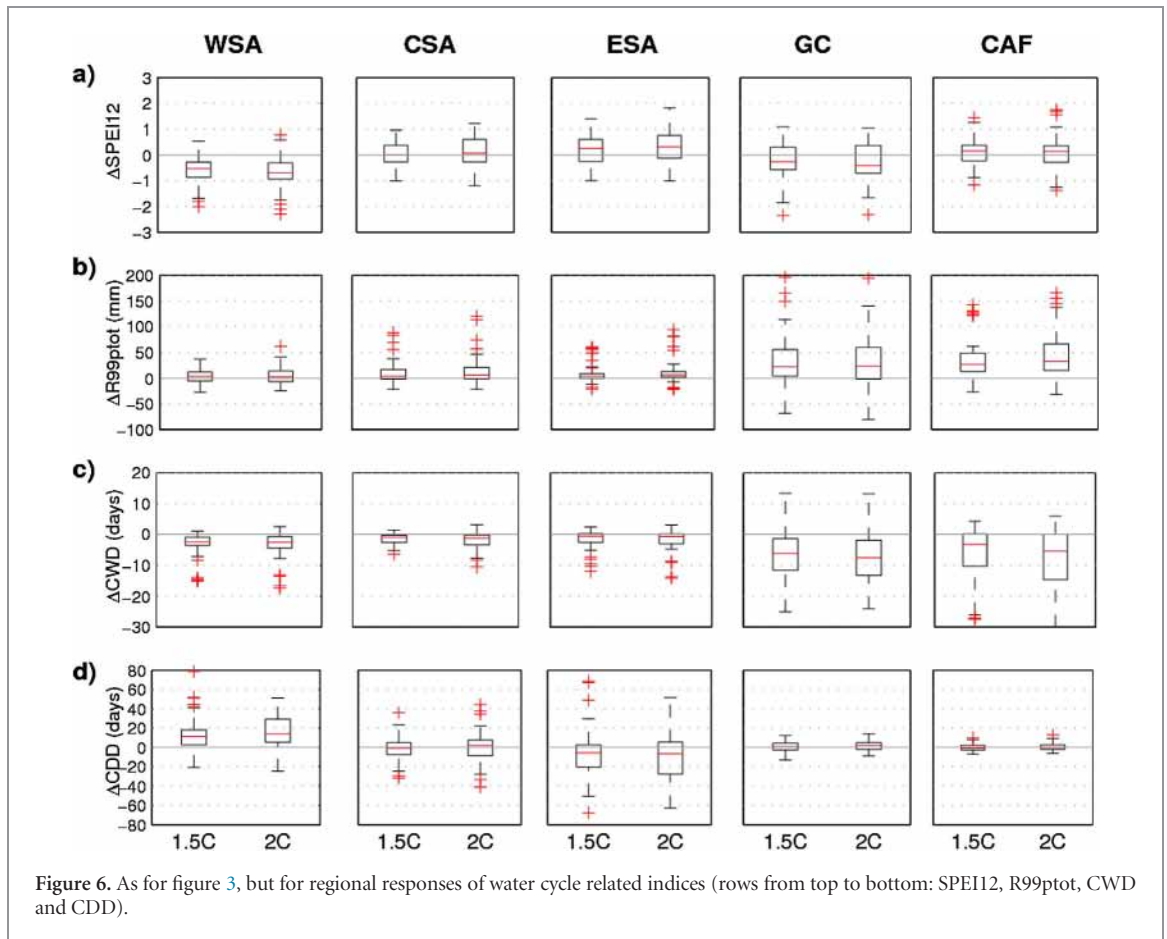 WSA CSA ESA GC CAF
a)
ΔSPEI12
3
2
1
0
−1
−2
−3
b)
ΔR99ptot (mm)
200
150
100
50
0
−50
−100
c)
ΔCWD (days)
20
10
0
−10
−20
−30
d)
ΔCDD (days)
80
60
40
20
0
−20
−40
−60
−80
1.5C 2C 1.5C 2C 1.5C 2C 1.5C 2C 1.5C 2C
Figure 6. As for figure 3, but for regional responses of water cycle related indices (rows from top to bottom: SPEI12, R99ptot, CWD
and CDD).